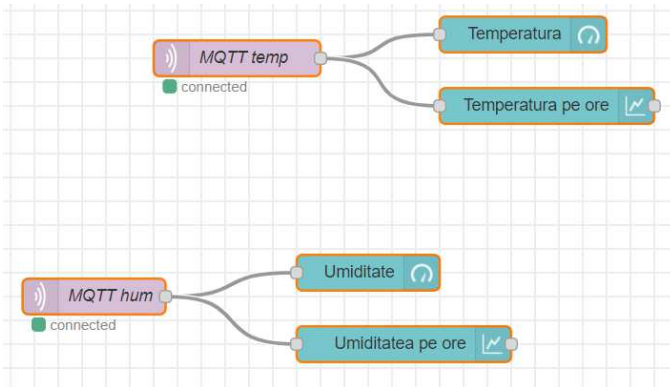 Temperatura
MQTT temp
connected
Temperatura pe ore
Umiditate
MQTT hum
connected
Umiditatea pe ore